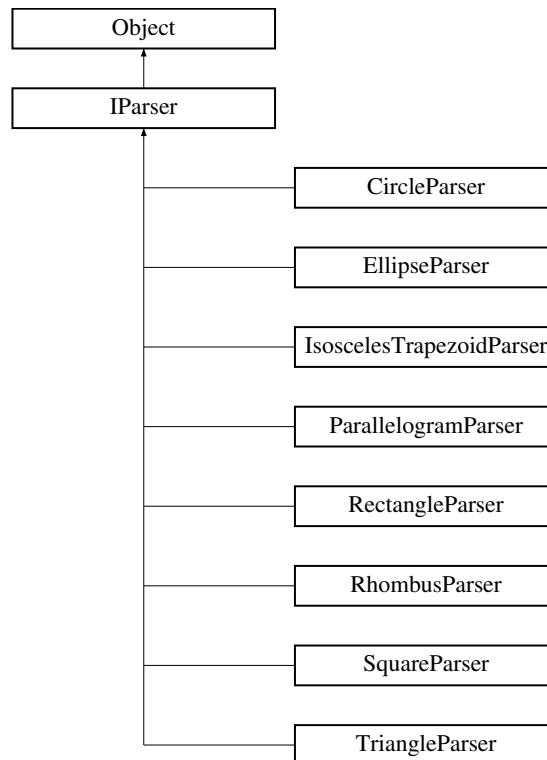 Object
IParser
CircleParser
EllipseParser
IsoscelesTrapezoidParser
ParallelogramParser
RectangleParser
RhombusParser
SquareParser
TriangleParser